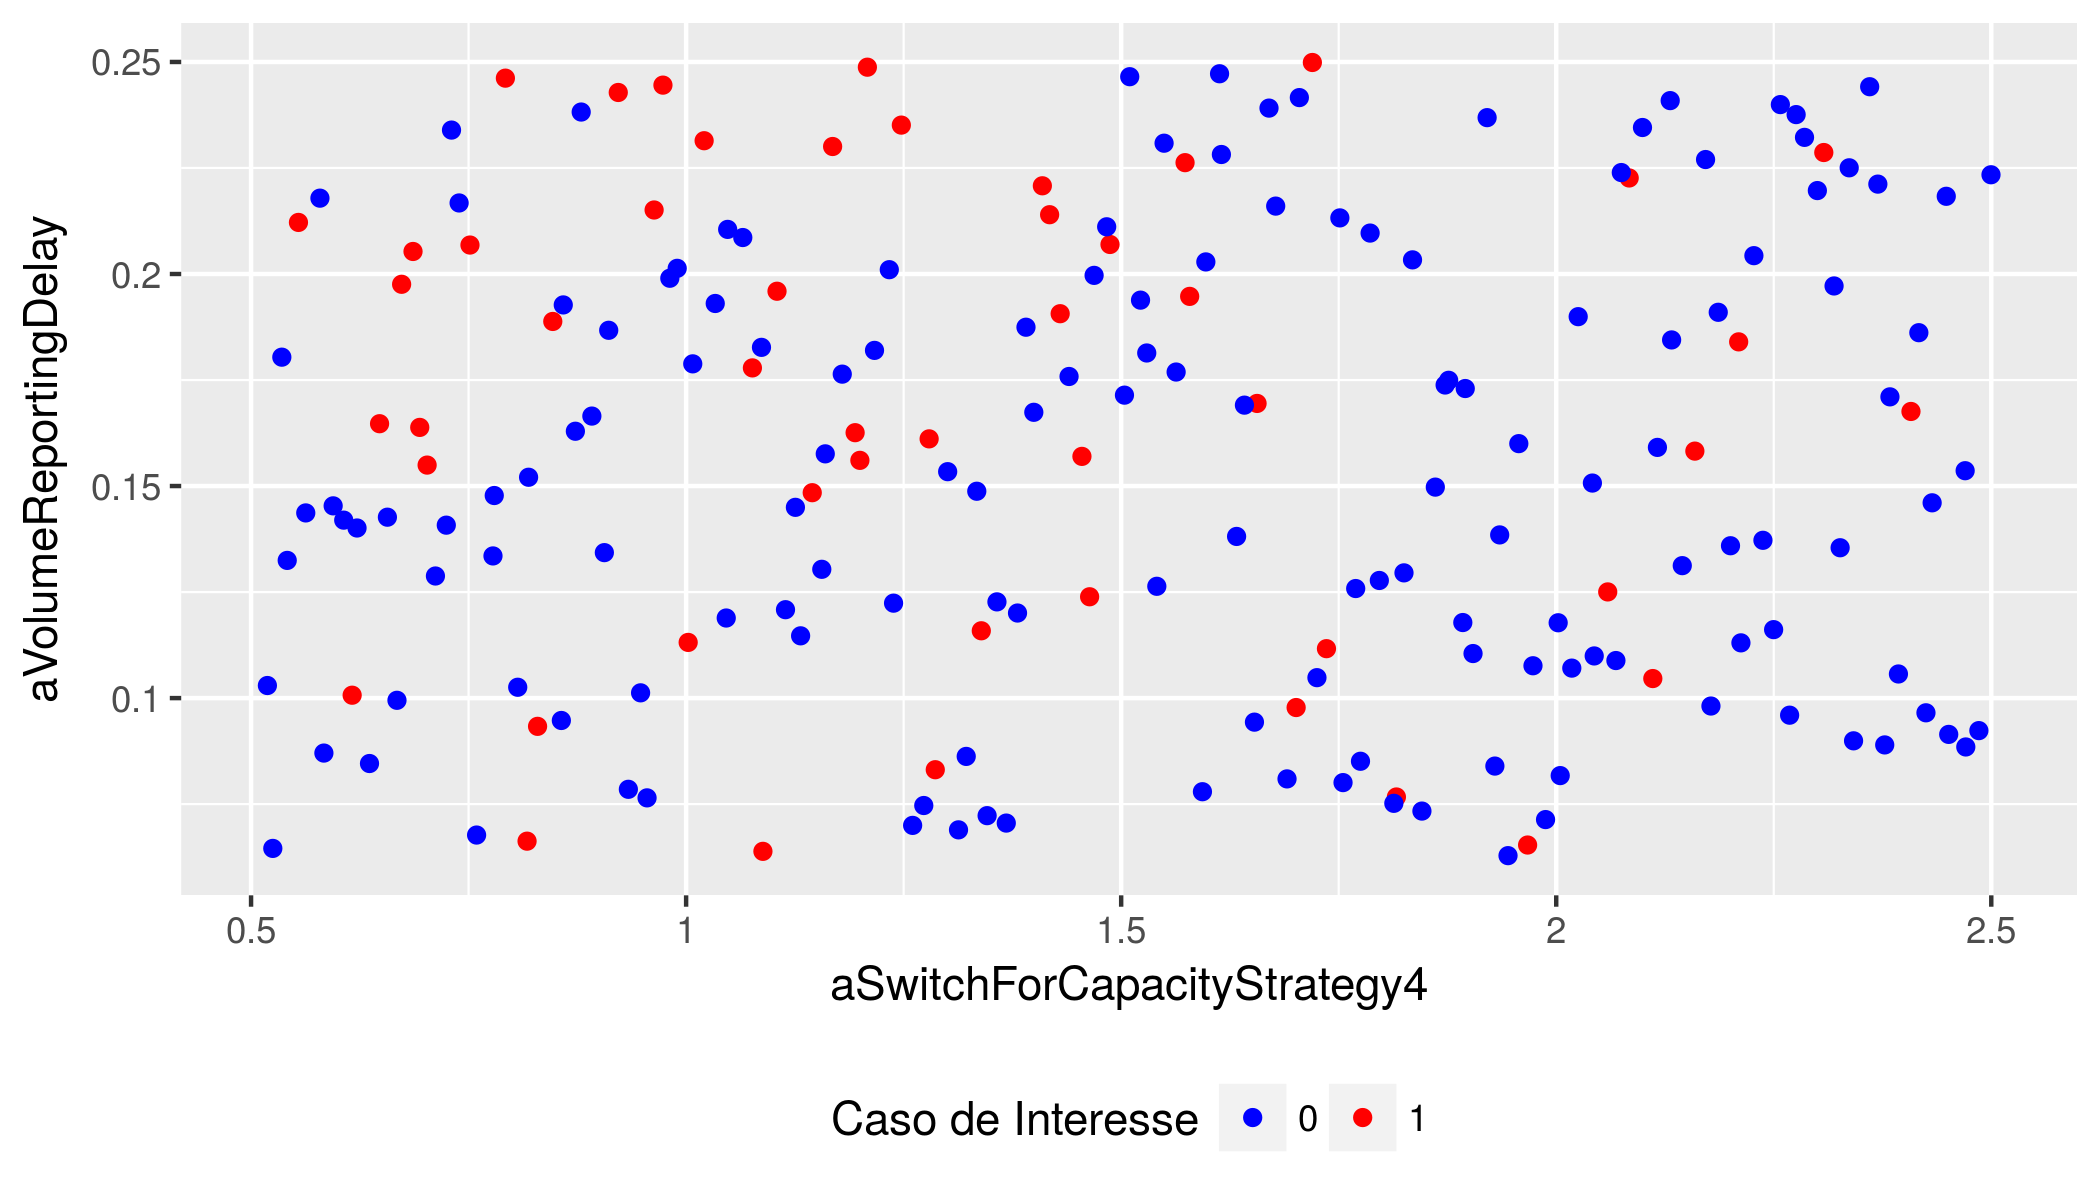 0.25
0.2
0.15
0.1
aVolumeReportingDelay
0.5 1 1.5 2 2.5
aSwitchForCapacityStrategy4
Caso de Interesse 0 1